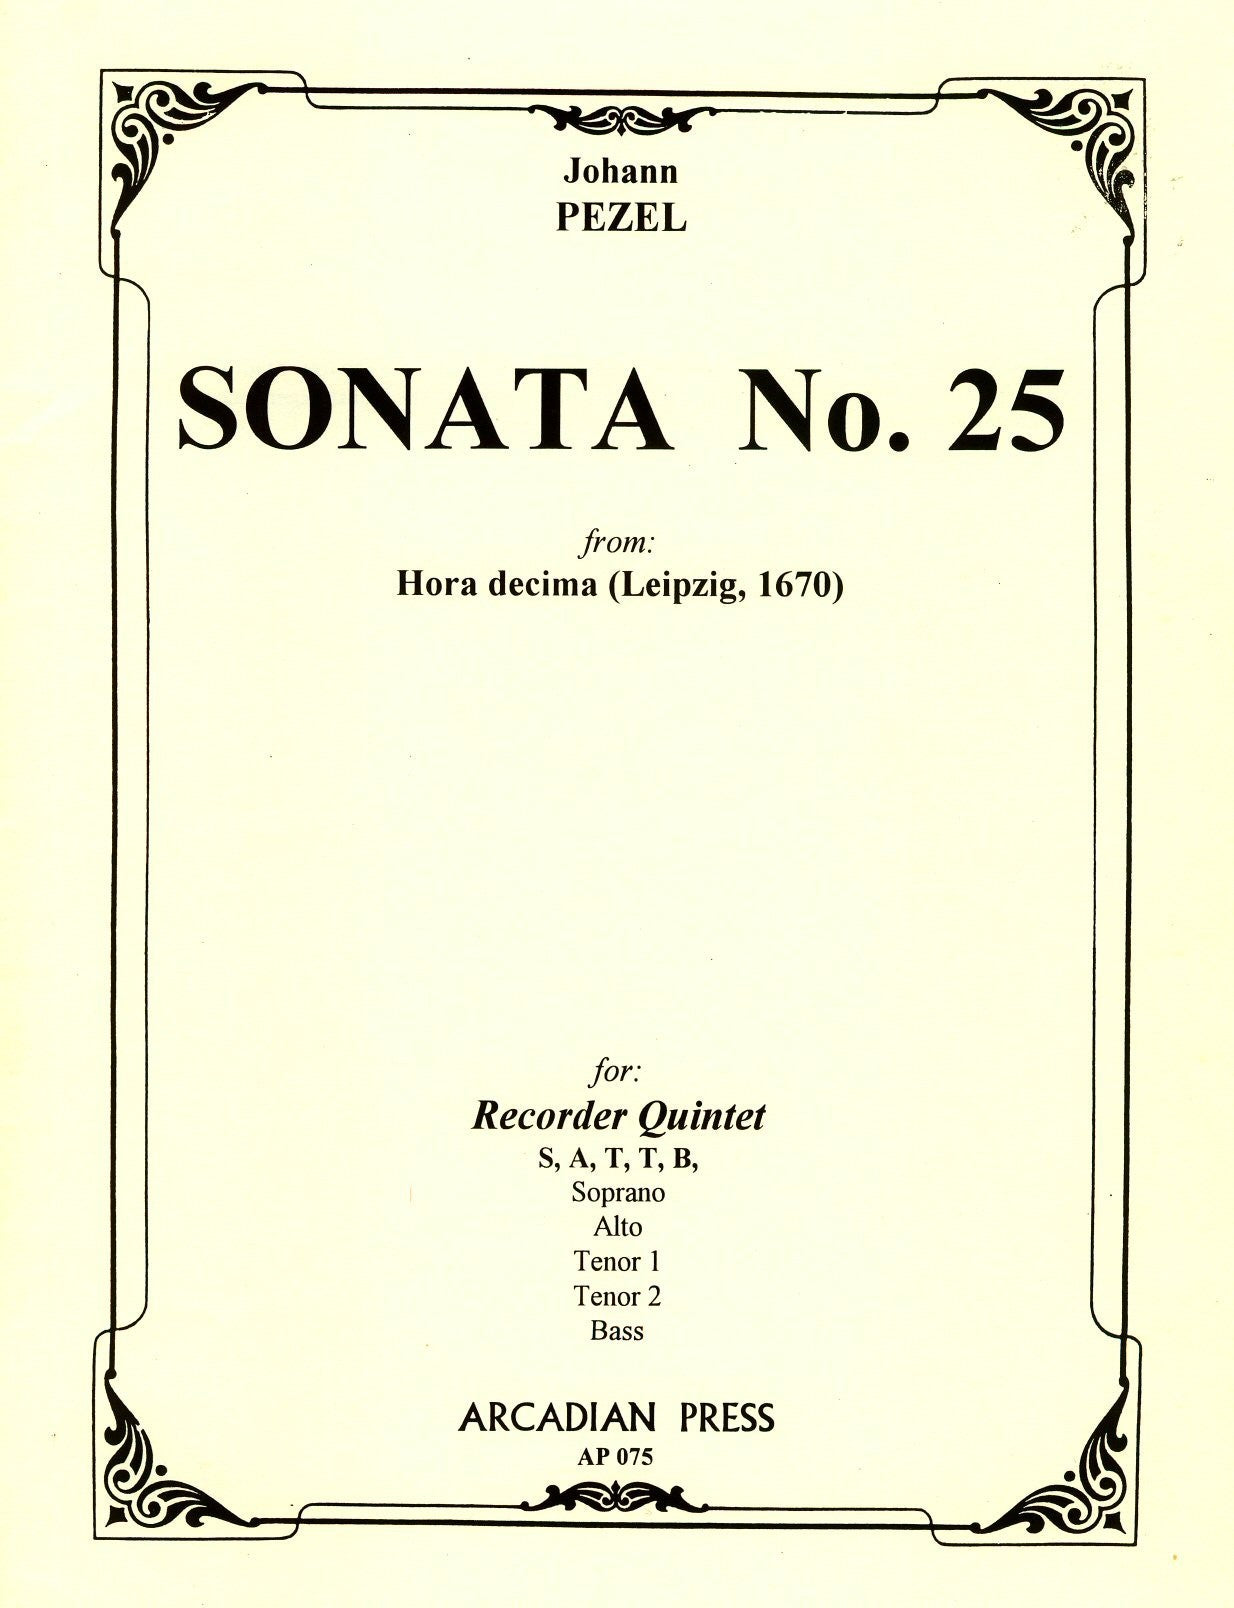 Johann
PEZEL
SONATA No. 25
from:
Hora decima (Leipzig, 1670)
for:
Recorder Quintet
S, A, T, T, B,
Soprano
Alto
Tenor 1
Tenor 2
Bass
ARCADIAN PRESS
AP 075